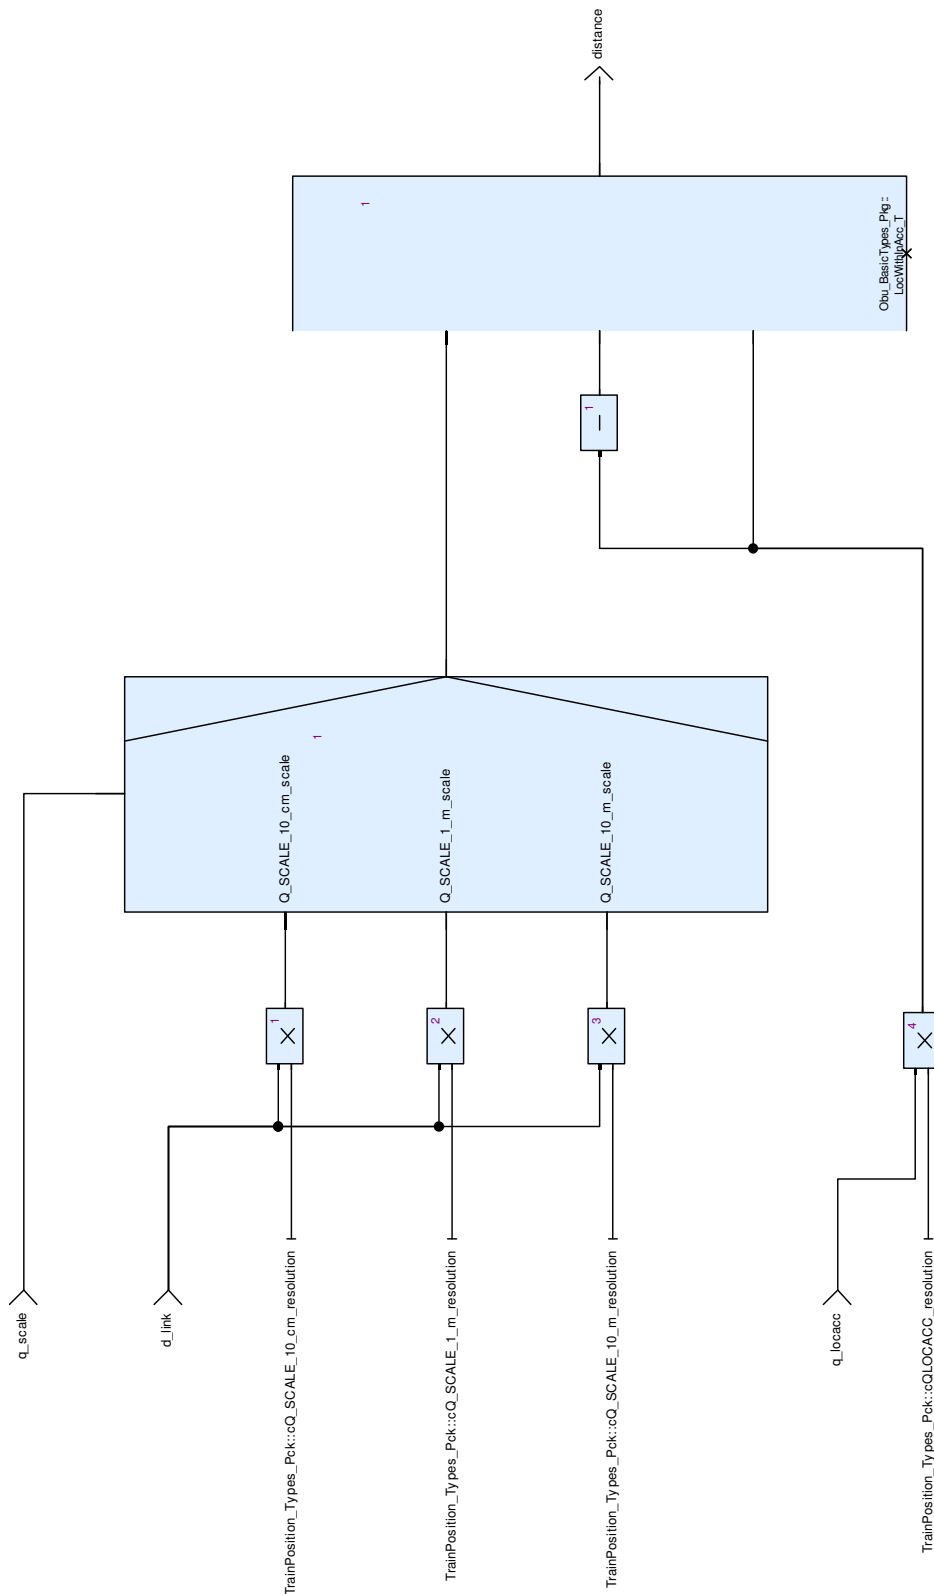 q_scale
d_link
TrainPosition_Types_Pck::cQ_SCALE_10_cm_resolution
1
Q_SCALE_10_cm_scale
1
1
TrainPosition_Types_Pck::cQ_SCALE_1_m_resolution
2
Q_SCALE_1_m_scale
TrainPosition_Types_Pck::cQ_SCALE_10_m_resolution
3
Q_SCALE_10_m_scale
1
distance
q_locacc
TrainPosition_Types_Pck::cQLOCACC_resolution
4
Obu_BasicTypes_Pkg::
LocWithInAcc_T